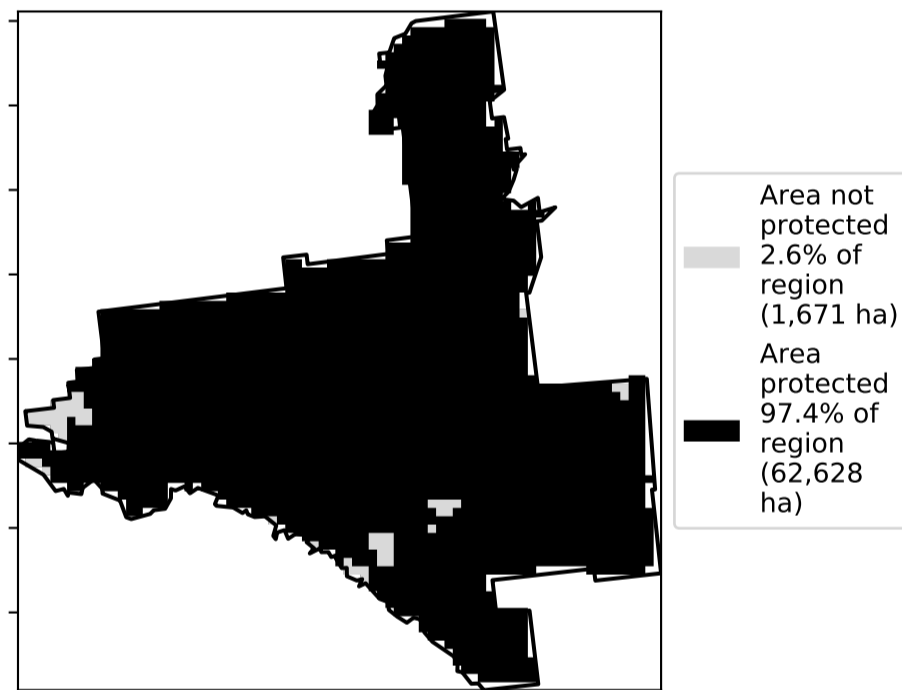 Area not
protected
2.6% of
region
(1,671 ha)
Area
protected
97.4% of
region
(62,628
ha)